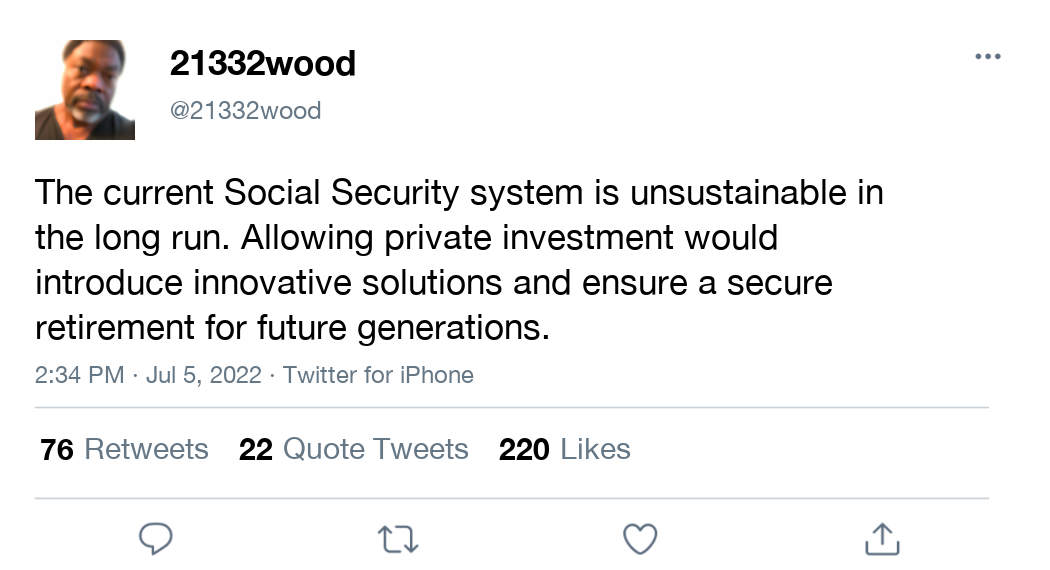 21332wood
@21332wood
The current Social Security system is unsustainable in
the long run. Allowing private investment would
introduce innovative solutions and ensure a secure
retirement for future generations.
2:34 PM · Jul 5, 2022 · Twitter for iPhone
76 Retweets 22 Quote Tweets 220 Likes